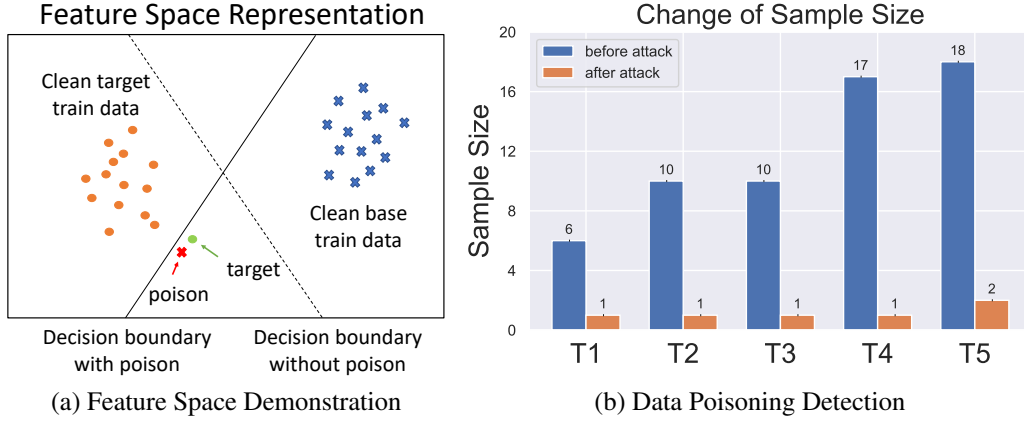 Feature Space Representation
Clean target
train data
Clean base
train data
target
poison
Decision boundary
with poison
Decision boundary
without poison
(a) Feature Space Demonstration
Change of Sample Size
before attack
after attack
Sample Size
20
16
12
8
4
0
6
1
10
1
10
1
17
1
18
2
T1
T2
T3
T4
T5
(b) Data Poisoning Detection